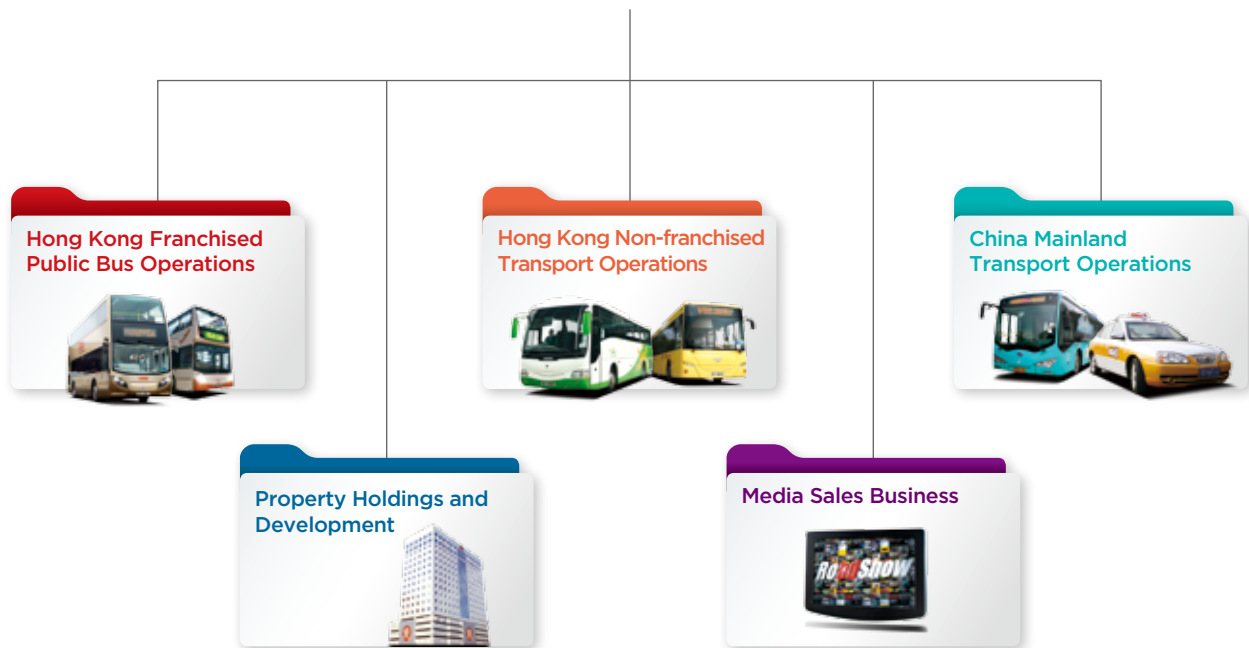 Hong Kong Franchised
Public Bus Operations
Hong Kong Non-franchised
Transport Operations
China Mainland
Transport Operations
Property Holdings and
Development
Media Sales Business
RoadShow